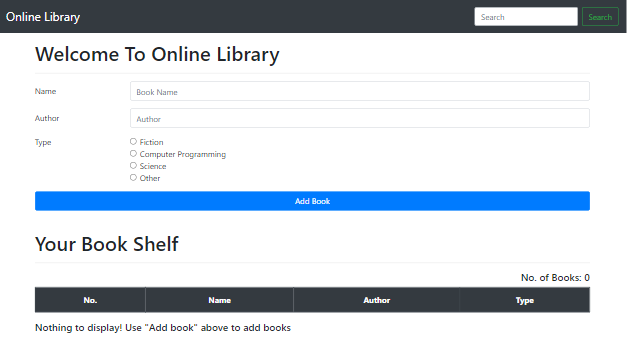 Online Library
Search
Search
Welcome To Online Library
Name
Book Name
Author
Author
Type
Fiction
Computer Programming
Science
Other
Add Book
Your Book Shelf
No. of Books: 0
No. Name Author Type
Nothing to display! Use "Add book" above to add books